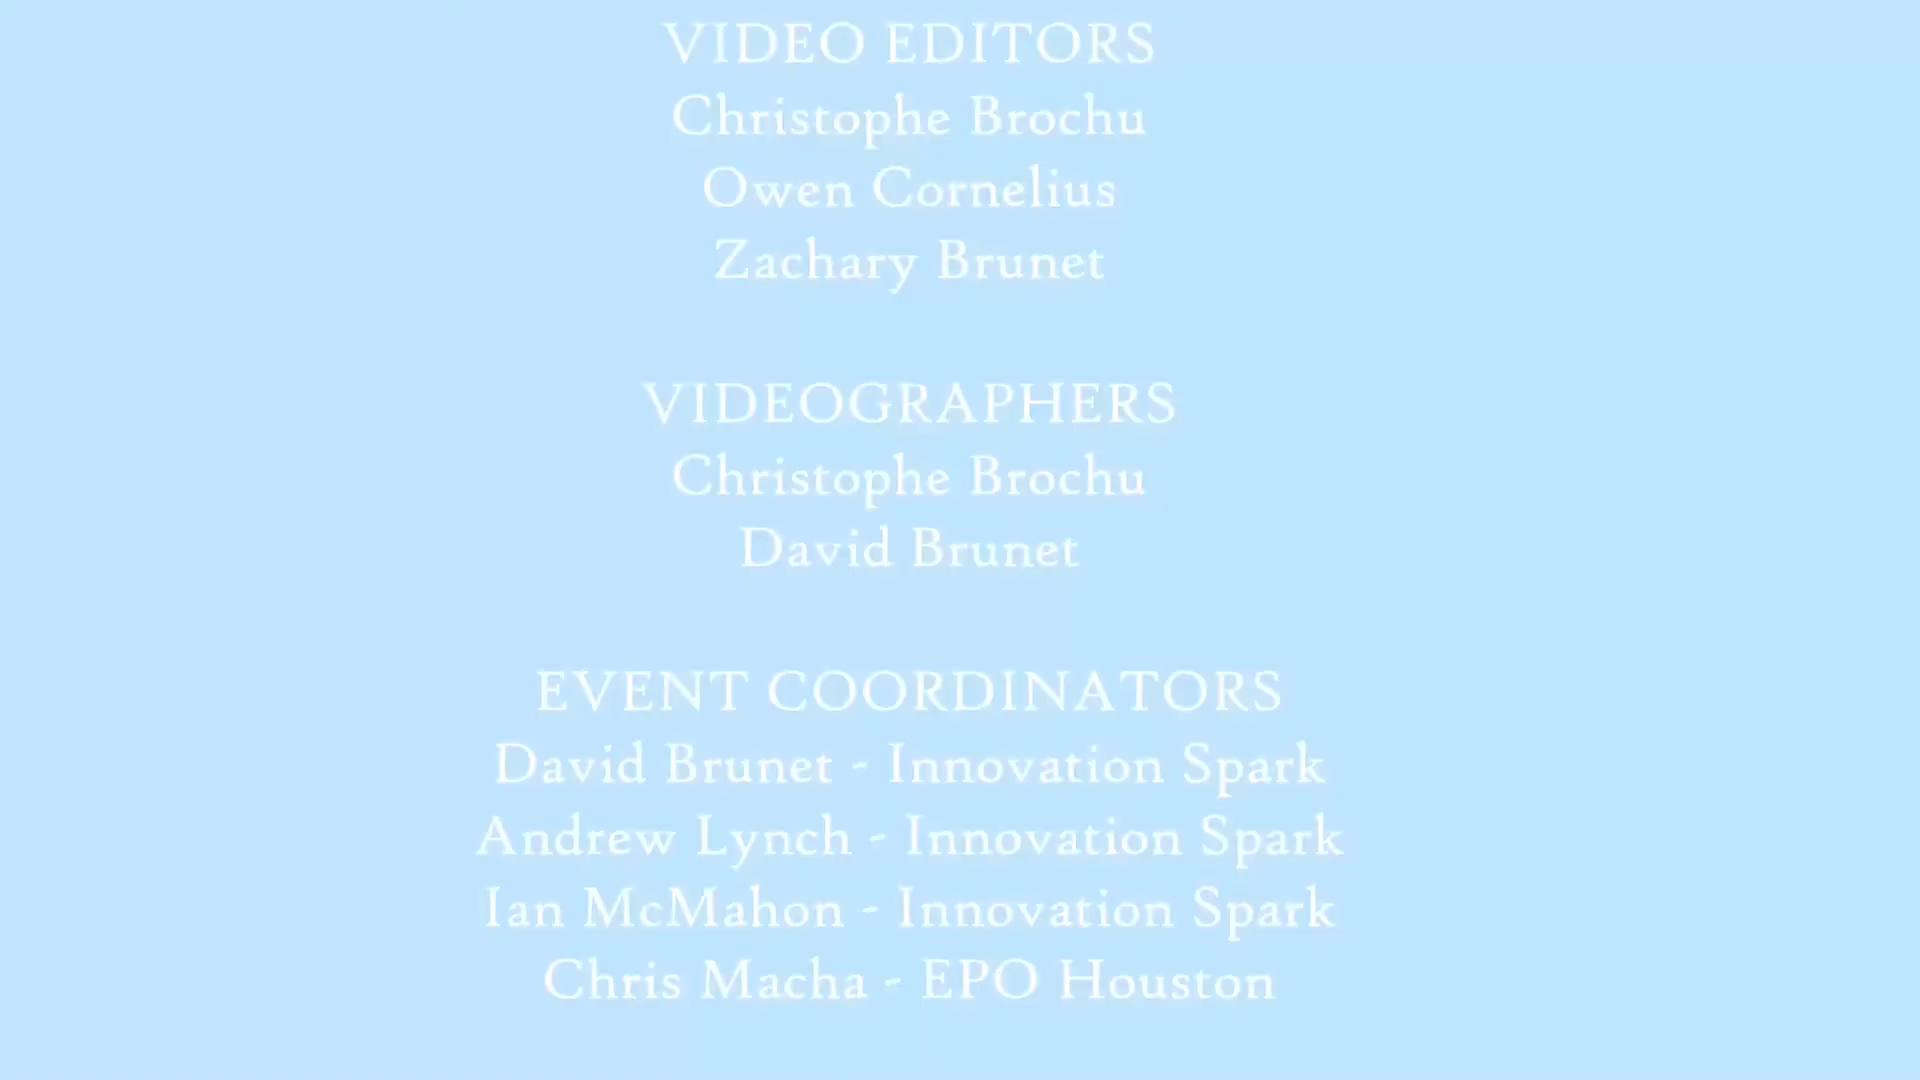 VIDEO EDITORS
Christophe Brochu
Owen Cornelius
Zachary Brunet
VIDEOGRAPHERS
Christophe Brochu
David Brunet
EVENT COORDINATORS
David Brunet - Innovation Spark
Andrew Lynch - Innovation Spark
Ian McMahon - Innovation Spark
Chris Macha - EPO Houston